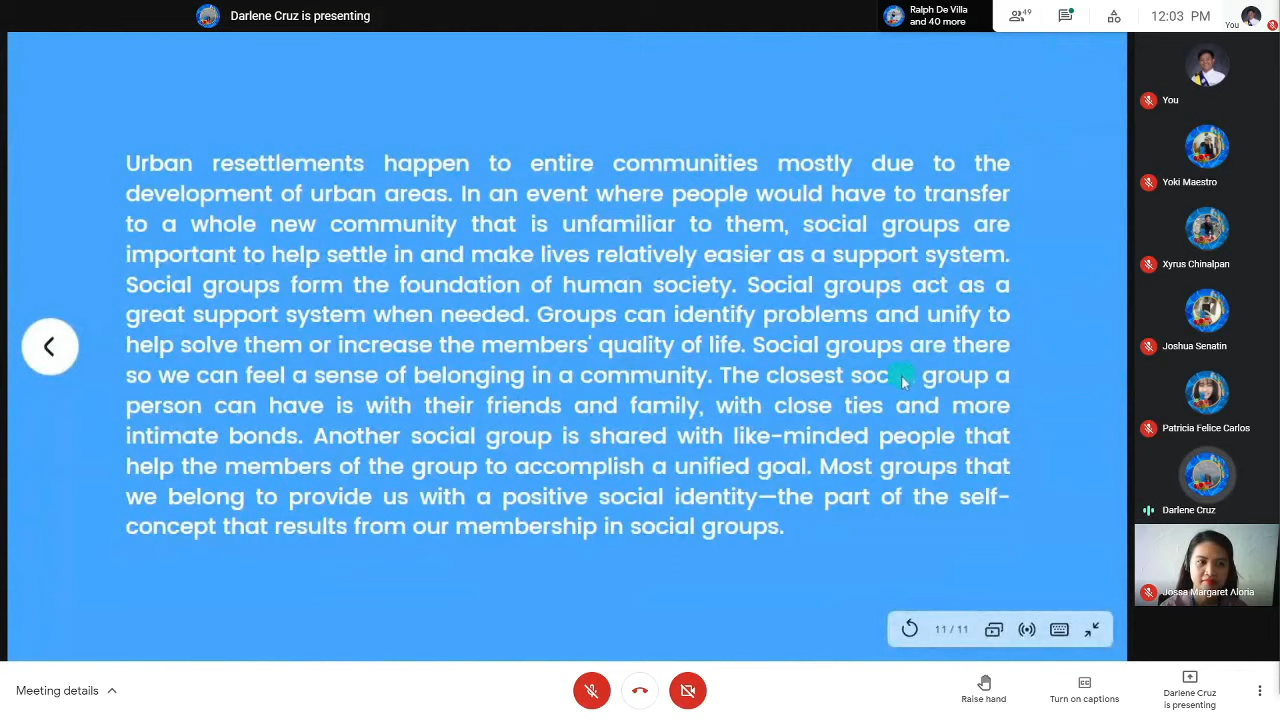 Darlene Cruz is presenting
Ralph De Villa
and 40 more
49
12:03 PM
You
Urban resettlements happen to entire communities mostly due to the
development of urban areas. In an event where people would have to transfer
to a whole new community that is unfamiliar to them, social groups are
important to help settle in and make lives relatively easier as a support system.
Social groups form the foundation of human society. Social groups act as a
great support system when needed. Groups can identify problems and unify to
help solve them or increase the members' quality of life. Social groups are there
so we can feel a sense of belonging in a community. The closest social group a
person can have is with their friends and family, with close ties and more
intimate bonds. Another social group is shared with like-minded people that
help the members of the group to accomplish a unified goal. Most groups that
we belong to provide us with a positive social identity—the part of the self-
concept that results from our membership in social groups.
11 / 11
You
Yoki Maestro
Xyrus Chinalpan
Joshua Senatin
Patricia Felice Carlos
Darlene Cruz
Jossa Margaret Aloria
Meeting details
Raise hand
Turn on captions
Darlene Cruz
is presenting